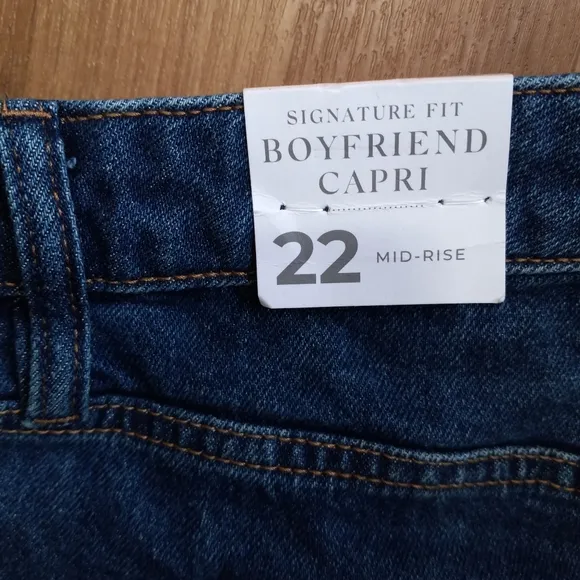 SIGNATURE FIT
BOYFRIEND
CAPRI
22 MID-RISE